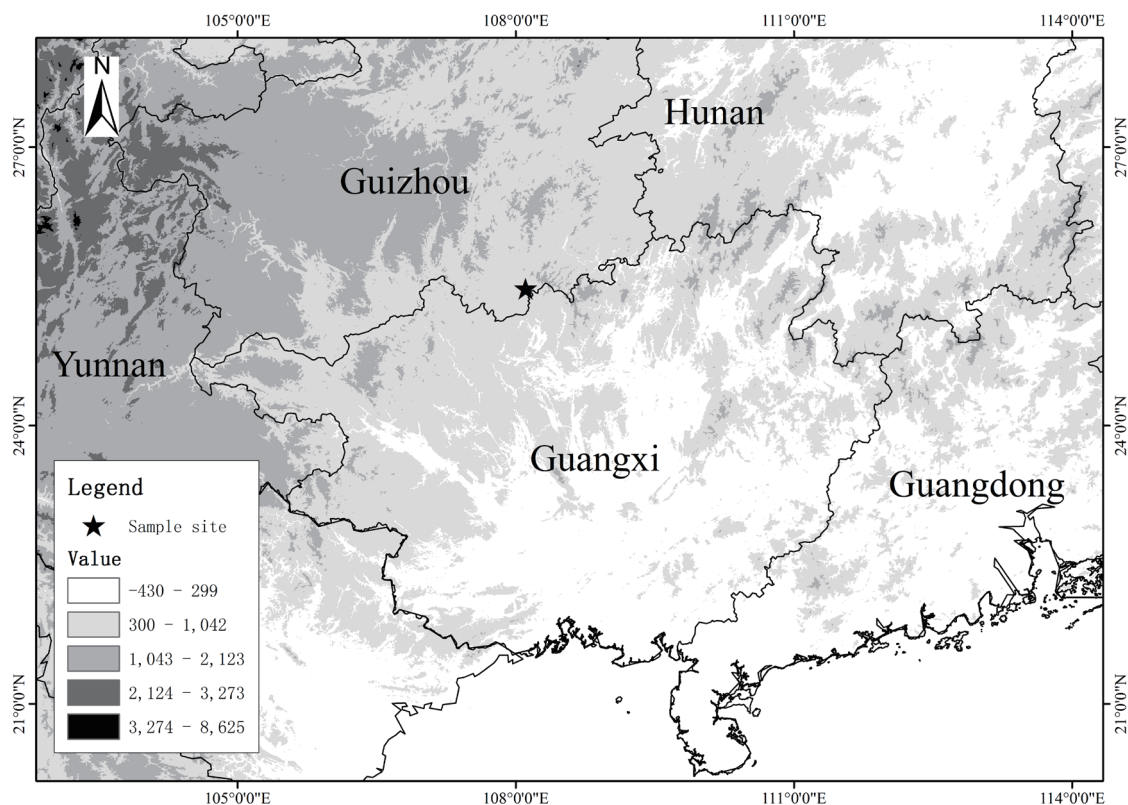 105°0'0"E 108°0'0"E 111°0'0"E 114°0'0"E
N
Hunan
27°0'0"N 27°0'0"N
Guizhou
Yunnan
24°0'0"N 24°0'0"N
Guangxi
Guangdong
Legend
Sample site
Value
-430 - 299
300 - 1,042
1,043 - 2,123
2,124 - 3,273
3,274 - 8,625
21°0'0"N 21°0'0"N
105°0'0"E 108°0'0"E 111°0'0"E 114°0'0"E